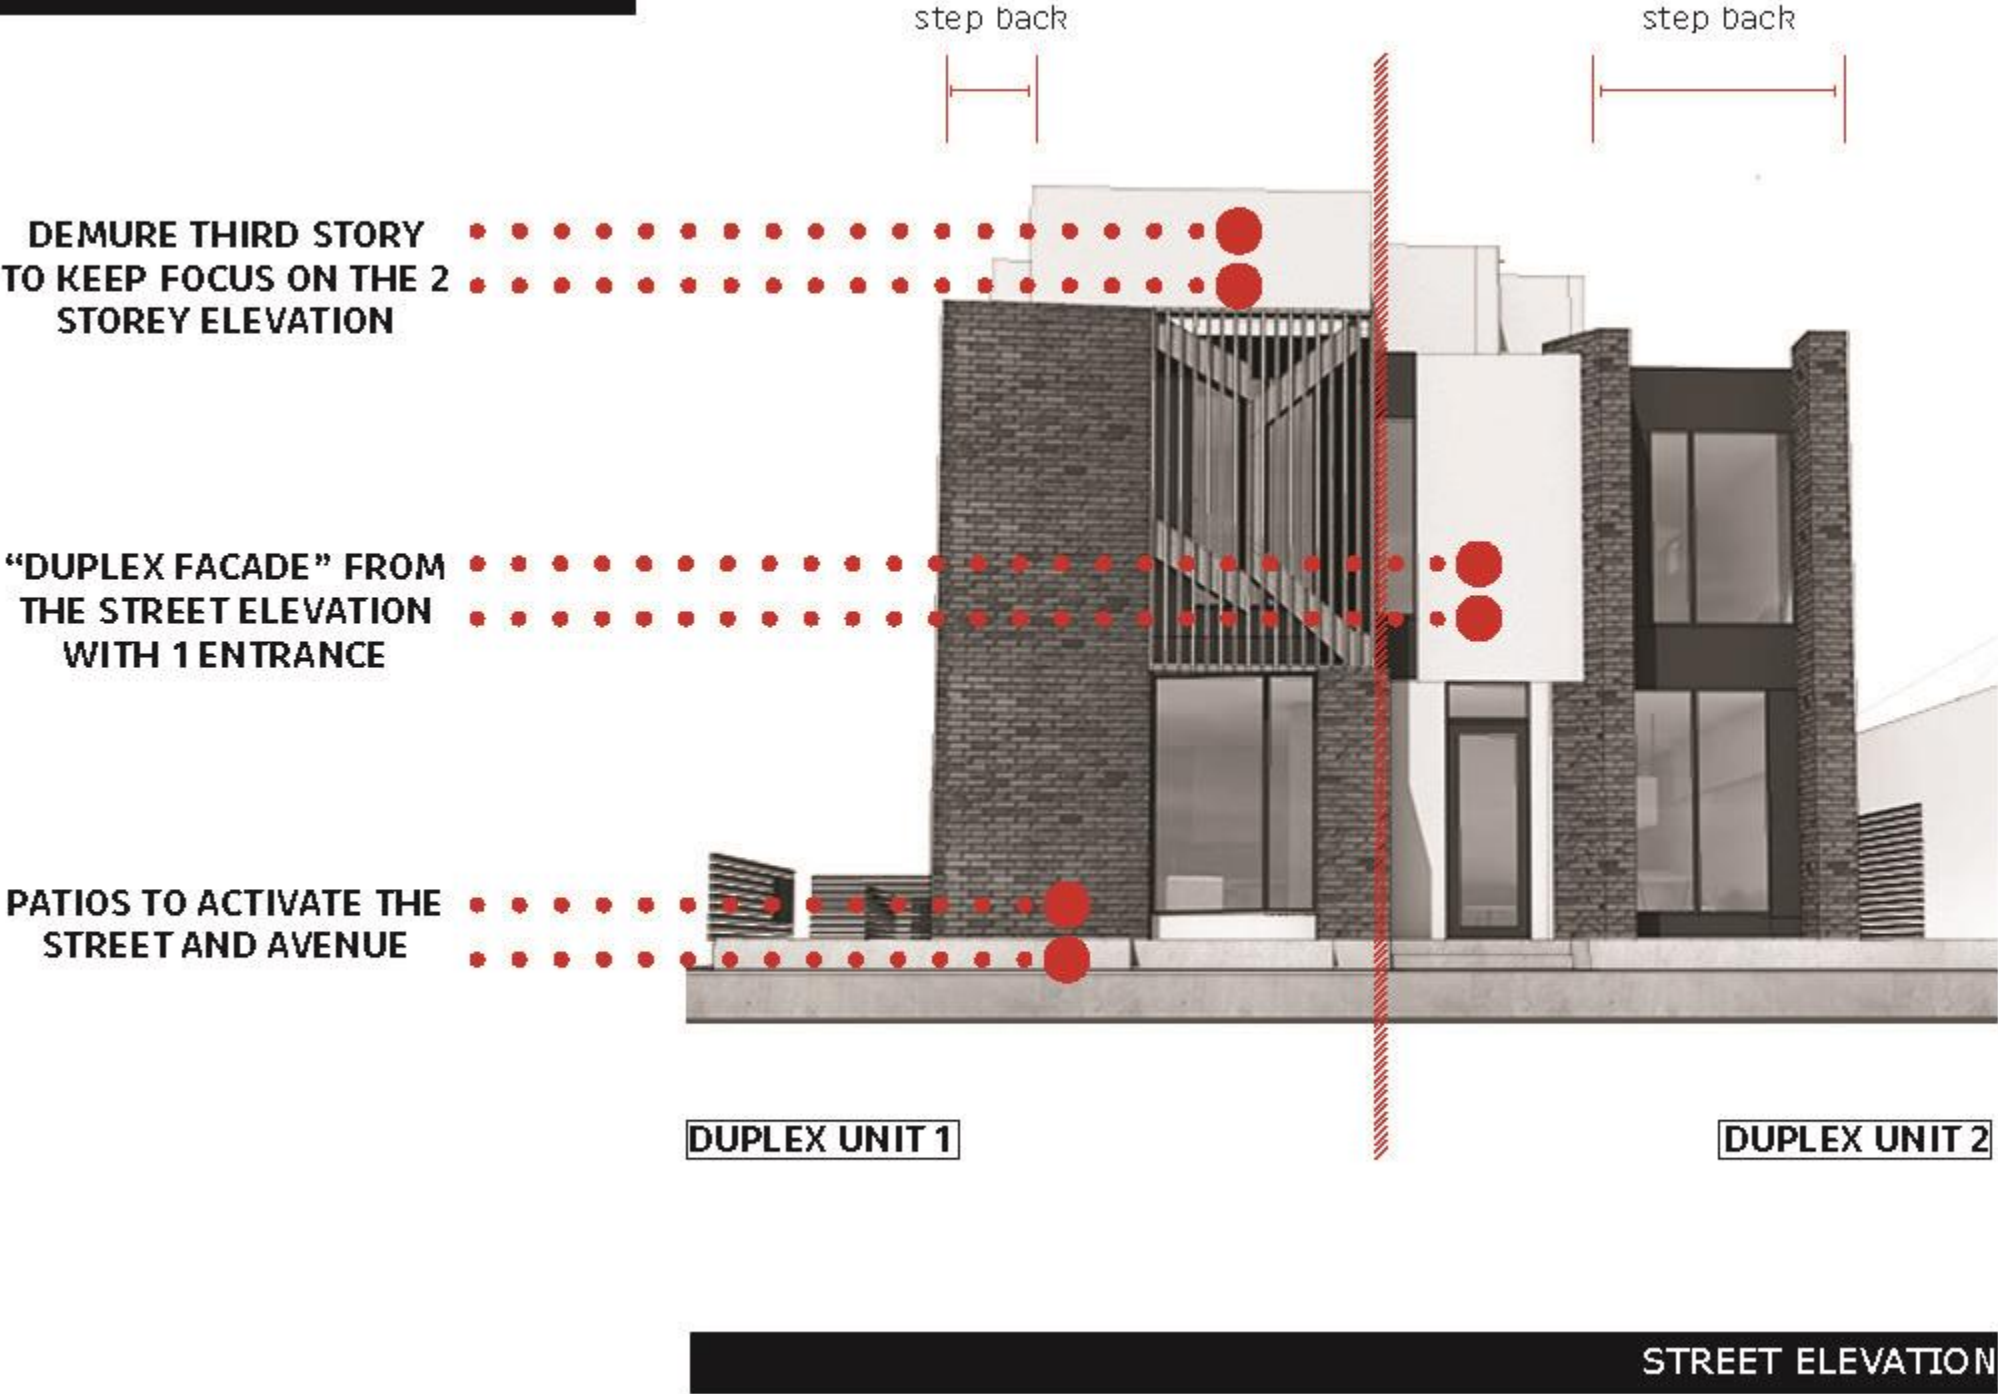 step back
step back
DEMURE THIRD STORY
TO KEEP FOCUS ON THE 2
STOREY ELEVATION
“DUPLEX FACADE” FROM
THE STREET ELEVATION
WITH 1 ENTRANCE
PATIOS TO ACTIVATE THE
STREET AND AVENUE
DUPLEX UNIT 1
DUPLEX UNIT 2
STREET ELEVATION